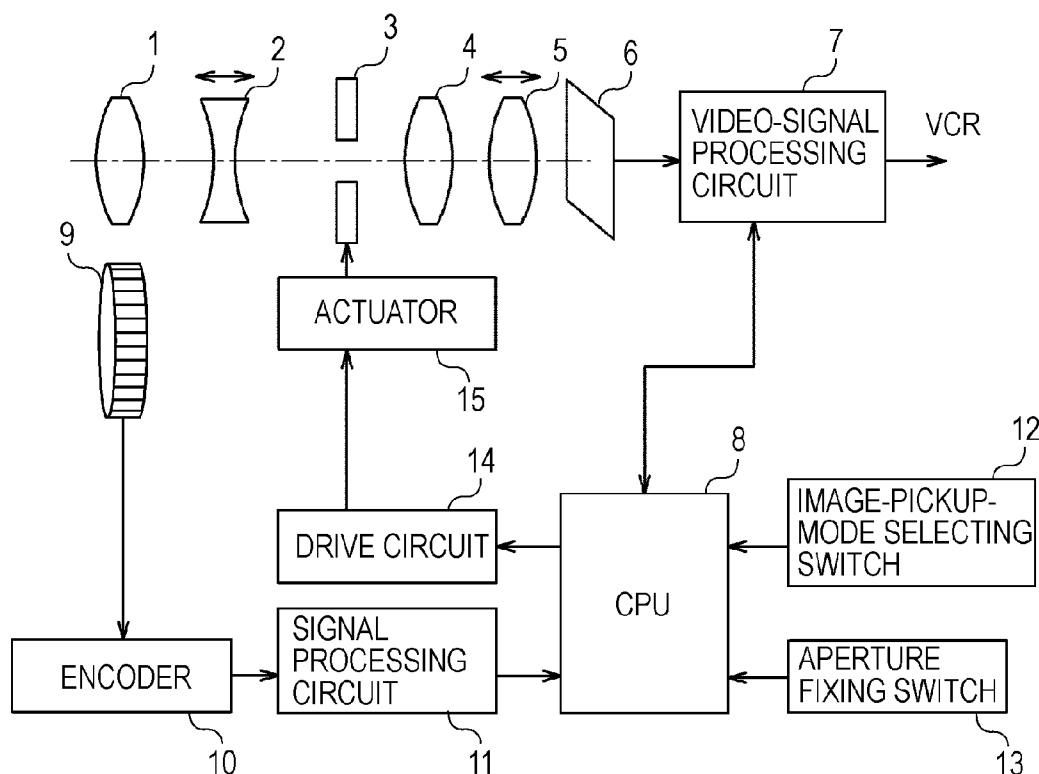 1
2
3
4
5
6
7
VIDEO-SIGNAL
PROCESSING
CIRCUIT
VCR
9
ACTUATOR
15
14
DRIVE CIRCUIT
8
CPU
12
IMAGE-PICKUP-
MODE SELECTING
SWITCH
ENCODER
10
SIGNAL
PROCESSING
CIRCUIT
11
APERTURE
FIXING SWITCH
13